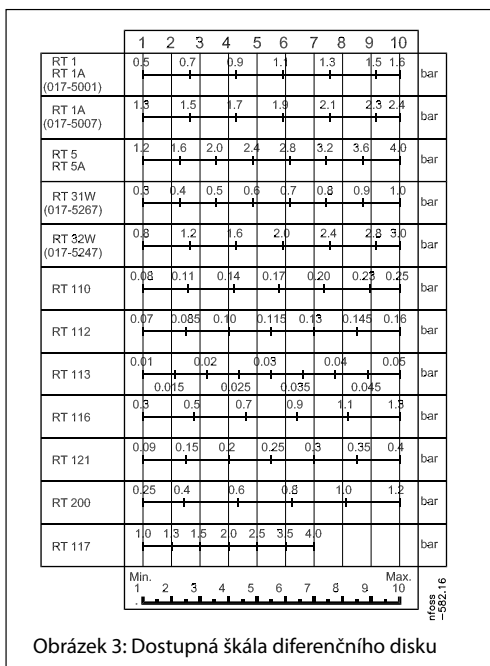 1 2 3 4 5 6 7 8 9 10
RT 1
RT 1A
(017-5001)
0.5 0.7 0.9 1.1 1.3 1.5 1.6
bar
RT 1A
(017-5007)
1.3 1.5 1.7 1.9 2.1 2.3 2.4
bar
RT 5
RT 5A
1.2 1.6 2.0 2.4 2.8 3.2 3.6 4.0
bar
RT 31W
(017-5267)
0.3 0.4 0.5 0.6 0.7 0.8 0.9 1.0
bar
RT 32W
(017-5247)
0.8 1.2 1.6 2.0 2.4 2.8 3.0
bar
RT 110
0.08 0.11 0.14 0.17 0.20 0.23 0.25
bar
RT 112
0.07 0.085 0.10 0.115 0.13 0.145 0.16
bar
RT 113
0.01 0.02 0.03 0.04 0.05
0.015 0.025 0.035 0.045
bar
RT 116
0.3 0.5 0.7 0.9 1.1 1.3
bar
RT 121
0.09 0.15 0.2 0.25 0.3 0.35 0.4
bar
RT 200
0.25 0.4 0.6 0.8 1.0 1.2
bar
RT 117
1.0 1.3 1.5 2.0 2.5 3.5 4.0
bar
Min. Max.
1 2 3 4 5 6 7 8 9 10
nfoss
-582.16
Obrázek 3: Dostupná škála diferenčního disku